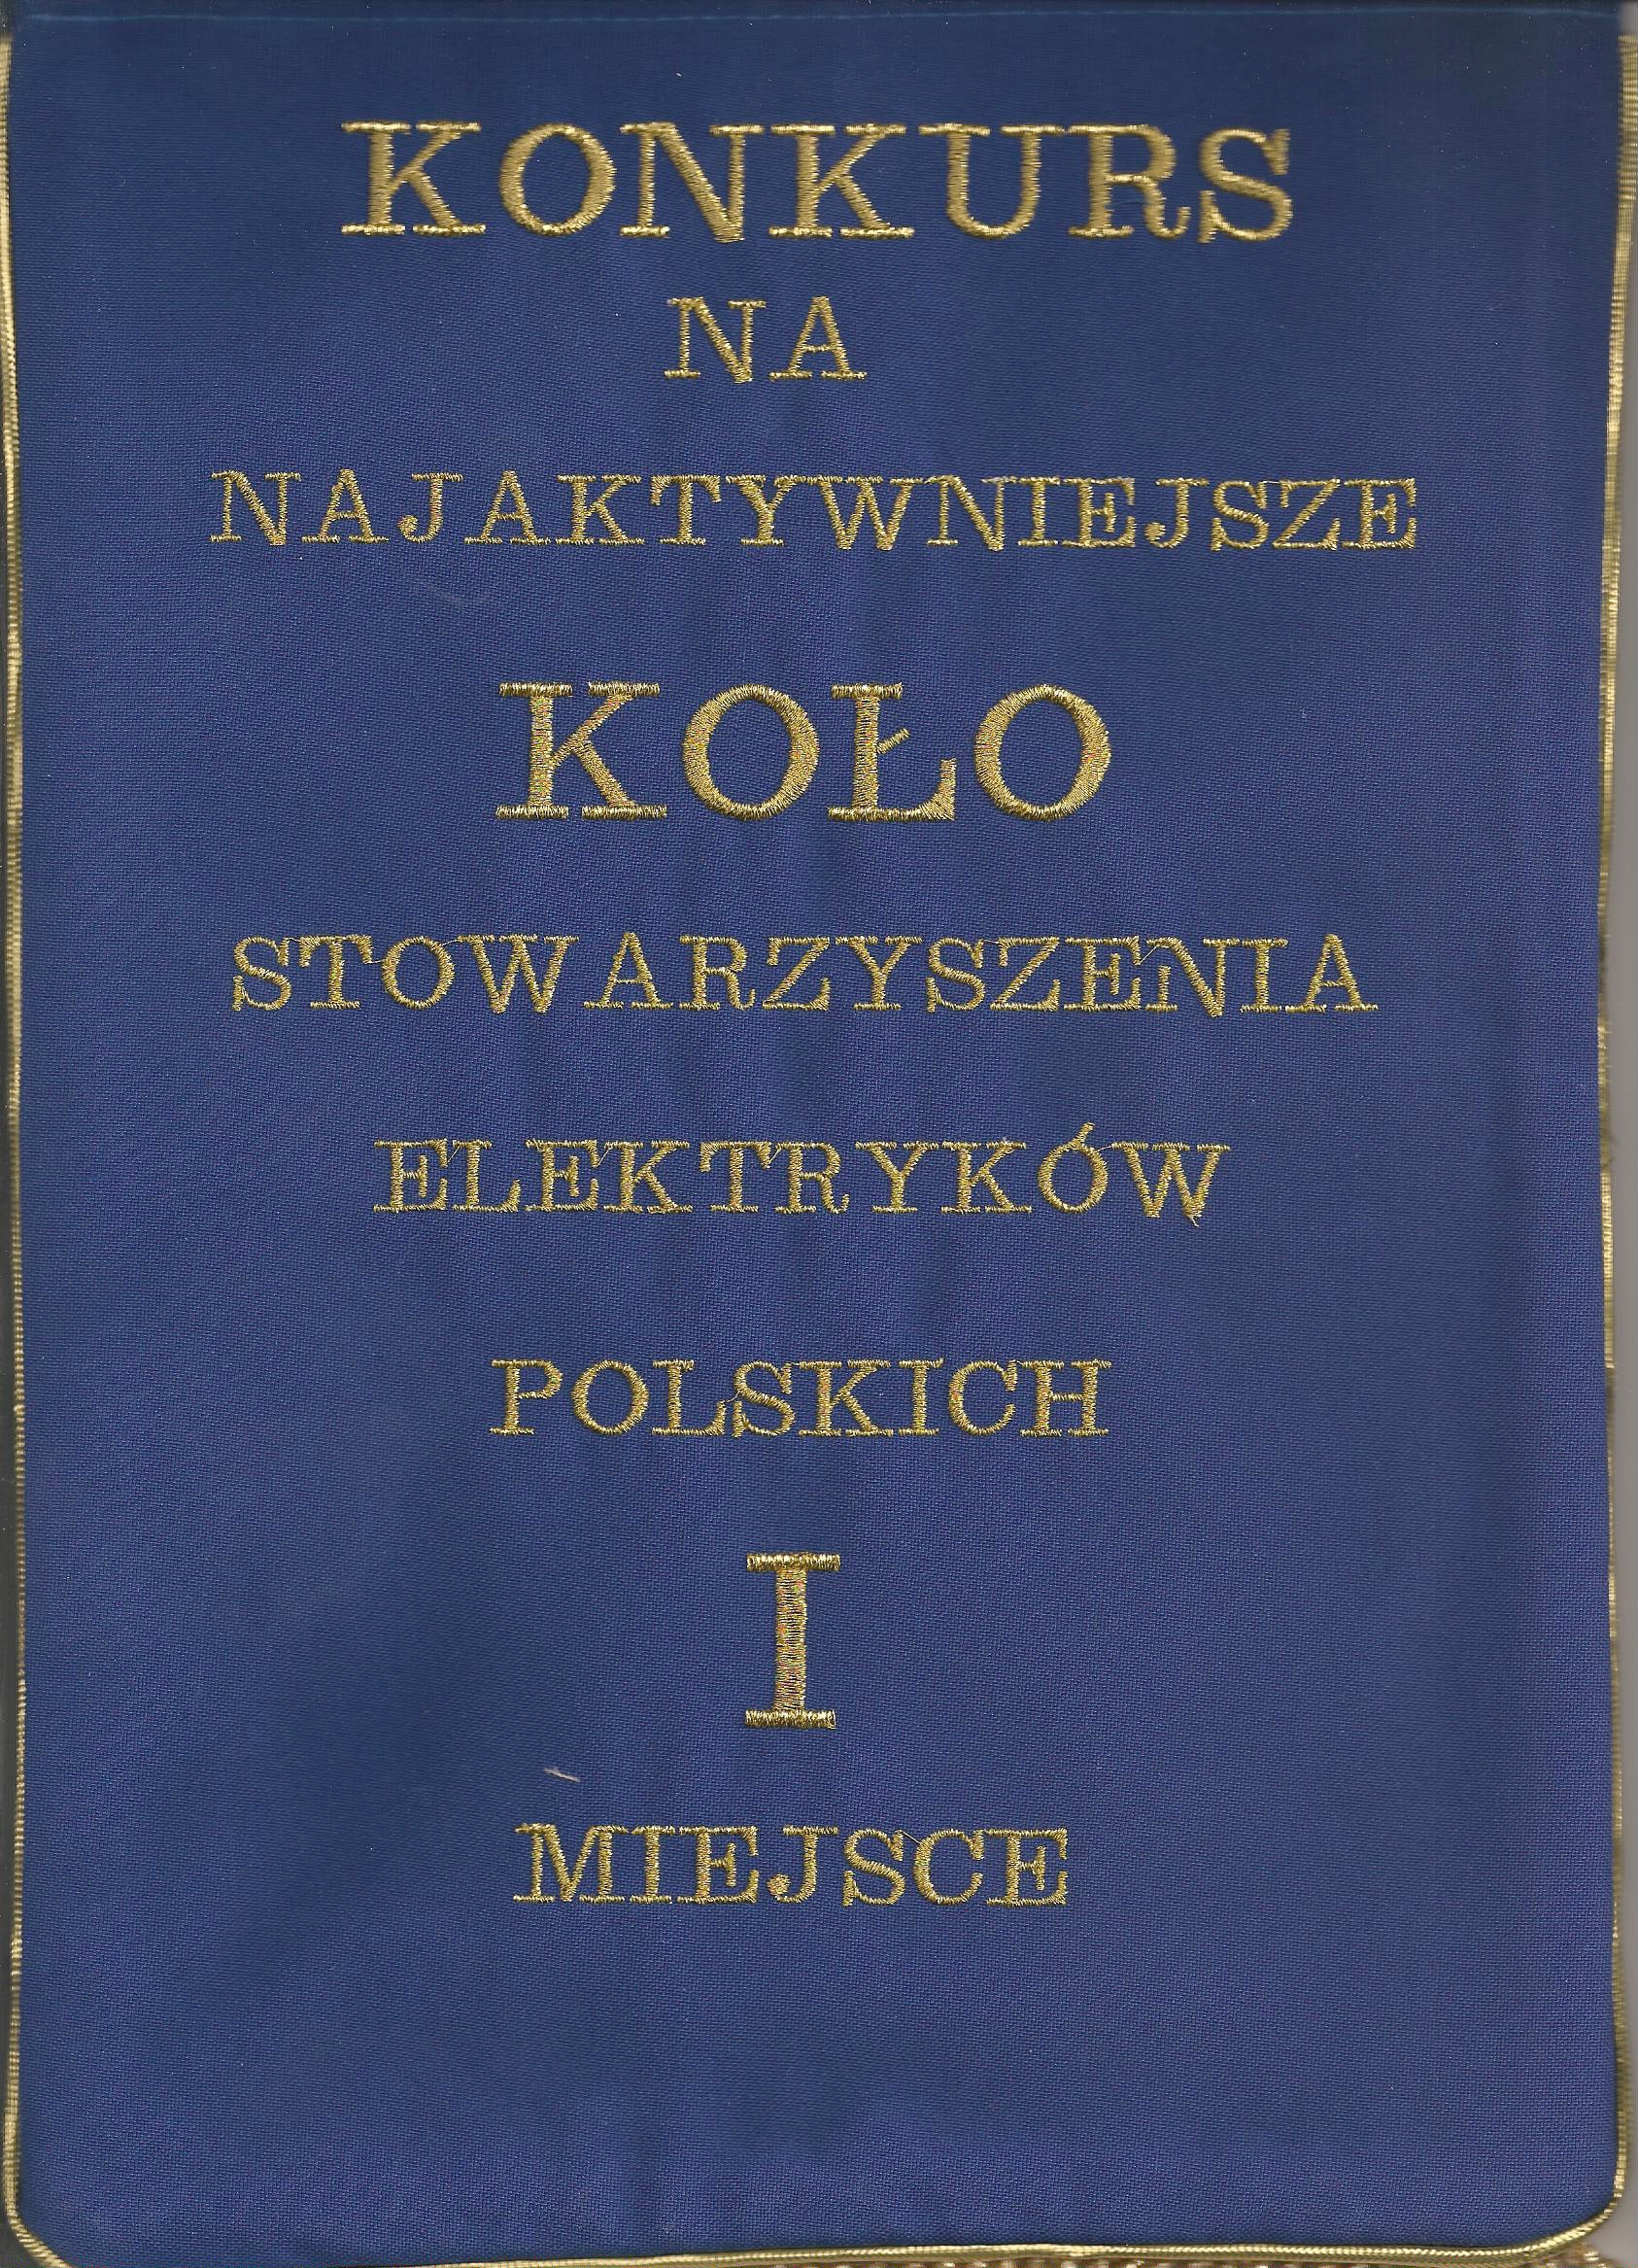 KONKURS
NA
NAJAKTYWNIEJSZE
KOŁO
STOWARZYSZENIA
ELEKTRYKÓW
POLSKICH
I
MIEJSCE